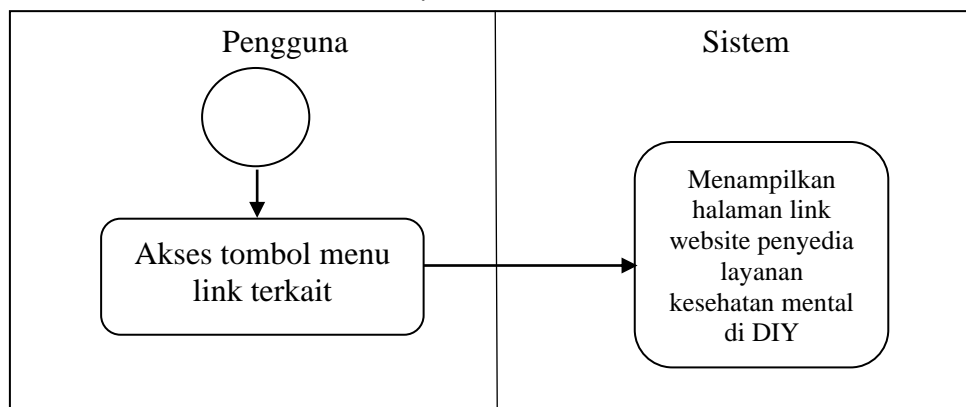 Pengguna
Sistem
Akses tombol menu
link terkait
Menampilkan
halaman link
website penyedia
layanan
kesehatan mental
di DIY